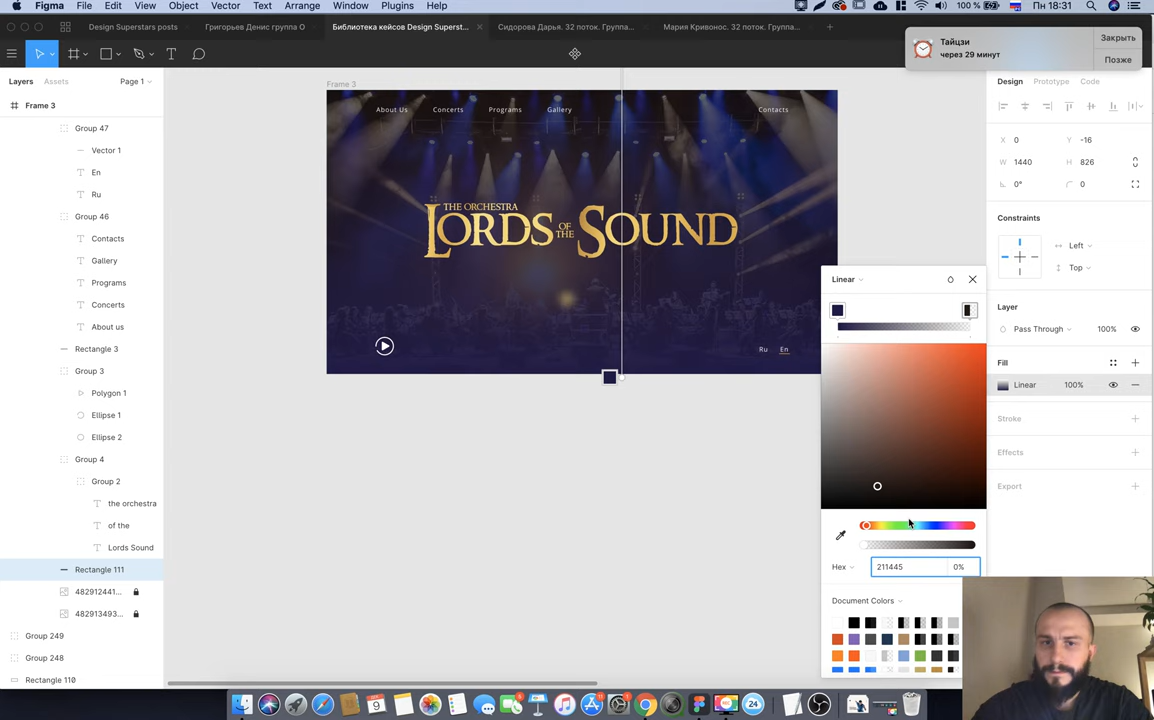 Figma File Edit View Object Vector Text Arrange Window Plugins Help 100 % Пн 18:31
Design Superstars posts Григорьев Денис группа О Библиотека кейсов Design Superst... Сидорова Дарья. 32 поток. Групп... Мария Кривонос. 32 поток. Групп...
Тайцзи
через 29 минут
Закрыть
Позже
Layers Assets Page 1
Frame 3
Group 47
Vector 1
En
Ru
Group 46
Contacts
Gallery
Programs
Concerts
About us
Rectangle 3
Group 3
Polygon 1
Ellipse 1
Ellipse 2
Group 4
Group 2
the orchestra
of the
Lords Sound
Rectangle 111
482912441...
482913493...
Group 249
Group 248
Rectangle 110
Frame 3
About Us Concerts Programs Gallery Contacts
THE ORCHESTRA
LORDS OF THE SOUND
Ru En
Linear
Hex 211445 0%
Document Colors
Design Prototype Code
X 0 Y -16
W 1440 H 826
0° 0
Constraints
Left
Top
Layer
Pass Through 100%
Fill
Linear 100%
Stroke
Effects
Export